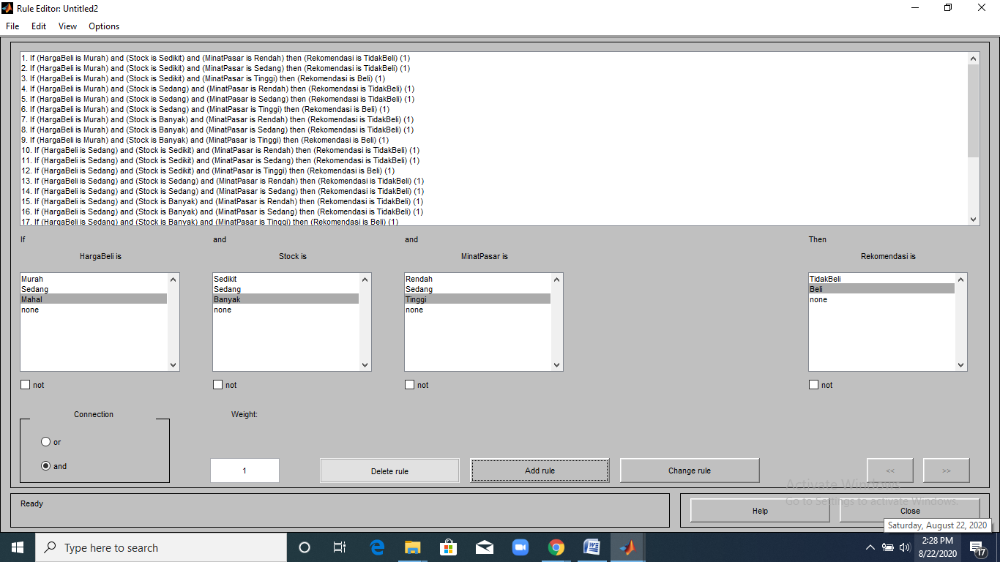 Rule Editor: Untitled2
File Edit View Options
1. If (HargaBeli is Murah) and (Stock is Sedikit) and (MinatPasar is Rendah) then (Rekomendasi is TidakBeli) (1)
2. If (HargaBeli is Murah) and (Stock is Sedikit) and (MinatPasar is Sedang) then (Rekomendasi is TidakBeli) (1)
3. If (HargaBeli is Murah) and (Stock is Sedikit) and (MinatPasar is Tinggi) then (Rekomendasi is Beli) (1)
4. If (HargaBeli is Murah) and (Stock is Sedang) and (MinatPasar is Rendah) then (Rekomendasi is TidakBeli) (1)
5. If (HargaBeli is Murah) and (Stock is Sedang) and (MinatPasar is Sedang) then (Rekomendasi is TidakBeli) (1)
6. If (HargaBeli is Murah) and (Stock is Sedang) and (MinatPasar is Tinggi) then (Rekomendasi is Beli) (1)
7. If (HargaBeli is Murah) and (Stock is Banyak) and (MinatPasar is Rendah) then (Rekomendasi is TidakBeli) (1)
8. If (HargaBeli is Murah) and (Stock is Banyak) and (MinatPasar is Sedang) then (Rekomendasi is TidakBeli) (1)
9. If (HargaBeli is Murah) and (Stock is Banyak) and (MinatPasar is Tinggi) then (Rekomendasi is Beli) (1)
10. If (HargaBeli is Sedang) and (Stock is Sedikit) and (MinatPasar is Rendah) then (Rekomendasi is TidakBeli) (1)
11. If (HargaBeli is Sedang) and (Stock is Sedikit) and (MinatPasar is Sedang) then (Rekomendasi is TidakBeli) (1)
12. If (HargaBeli is Sedang) and (Stock is Sedikit) and (MinatPasar is Tinggi) then (Rekomendasi is Beli) (1)
13. If (HargaBeli is Sedang) and (Stock is Sedang) and (MinatPasar is Rendah) then (Rekomendasi is TidakBeli) (1)
14. If (HargaBeli is Sedang) and (Stock is Sedang) and (MinatPasar is Sedang) then (Rekomendasi is TidakBeli) (1)
15. If (HargaBeli is Sedang) and (Stock is Banyak) and (MinatPasar is Rendah) then (Rekomendasi is TidakBeli) (1)
16. If (HargaBeli is Sedang) and (Stock is Banyak) and (MinatPasar is Sedang) then (Rekomendasi is TidakBeli) (1)
17. If (HargaBeli is Sedang) and (Stock is Banyak) and (MinatPasar is Tinggi) then (Rekomendasi is Beli) (1)
If and and Then
HargaBeli is Stock is MinatPasar is Rekomendasi is
Murah Sedikit Rendah TidakBeli
Sedang Sedang Sedang Beli
Mahal Banyak Tinggi none
none none none
not not not not
Connection Weight:
or
and
1 Delete rule Add rule Change rule << >>
Activate Windows
Go to Settings to activate Windows.
Ready Help Close
Saturday, August 22, 2020
Type here to search
2:28 PM
8/22/2020
17